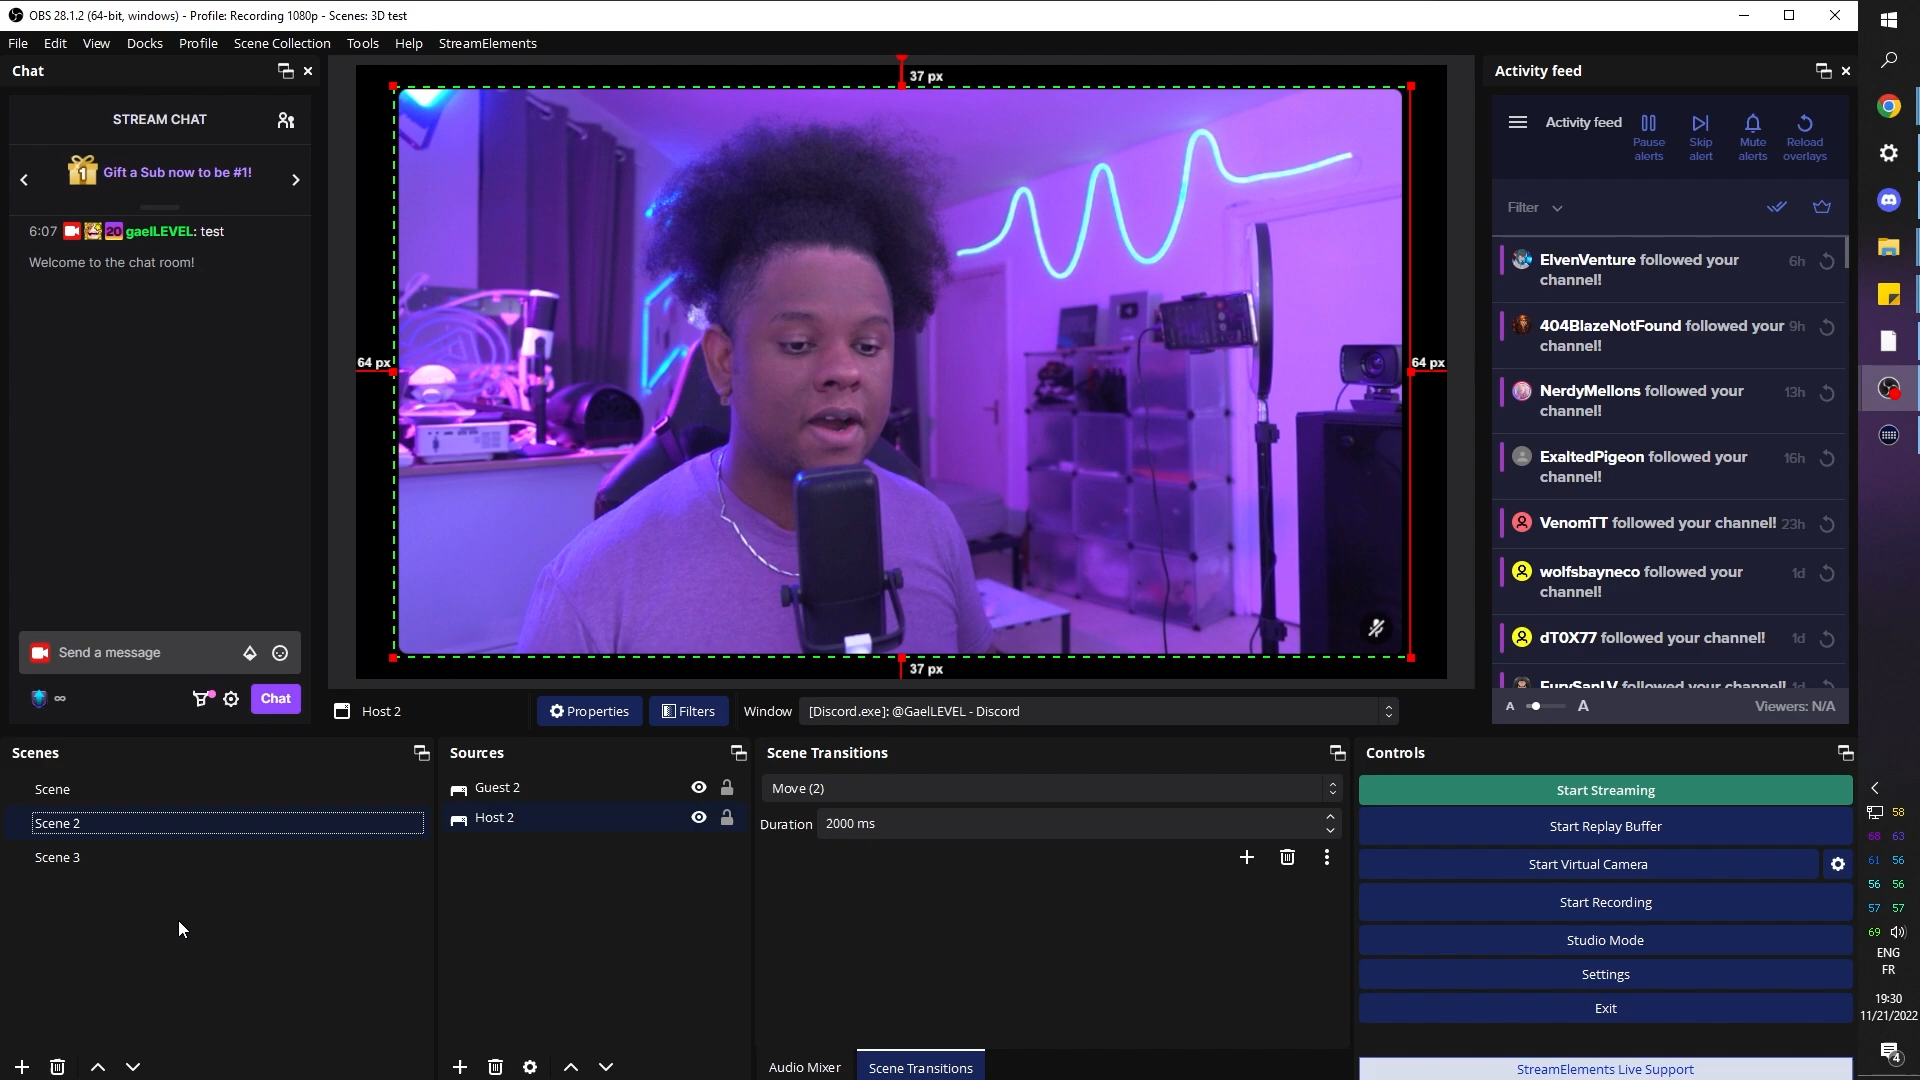 OBS 28.1.2 (64-bit, windows) - Profile: Recording 1080p - Scenes: 3D test
File Edit View Docks Profile Scene Collection Tools Help StreamElements
Chat
STREAM CHAT
1 Gift a Sub now to be #1!
6:07 20 gaelLEVEL: test
Welcome to the chat room!
Send a message
∞ Chat
37 px
64 px
64 px
37 px
Activity feed
Activity feed
Pause alerts
Skip alert
Mute alerts
Reload overlays
Filter
ElvenVenture followed your 6h
channel!
404BlazeNotFound followed your 9h
channel!
NerdyMellons followed your 13h
channel!
ExaltedPigeon followed your 16h
channel!
VenomTT followed your channel! 23h
wolfsbayneco followed your 1d
channel!
dT0X77 followed your channel! 1d
FurySanLV followed your channel! 1d
A A Viewers: N/A
Host 2 Properties Filters Window [Discord.exe]: @GaelLEVEL - Discord
Scenes
Scene
Scene 2
Scene 3
Sources
Guest 2
Host 2
Scene Transitions
Move (2)
Duration 2000 ms
Audio Mixer Scene Transitions
Controls
Start Streaming
Start Replay Buffer
Start Virtual Camera
Start Recording
Studio Mode
Settings
Exit
StreamElements Live Support
58
68 63
61 56
56 56
57 57
69
ENG
FR
19:30
11/21/2022
4